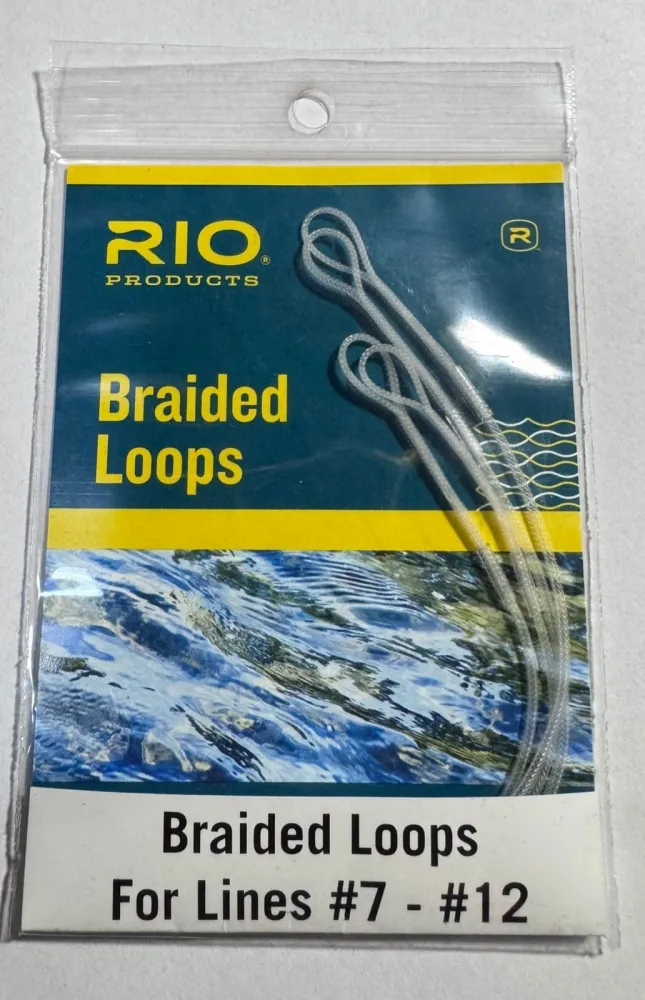 RIO®
PRODUCTS
R
Braided
Loops
Braided Loops
For Lines #7 - #12